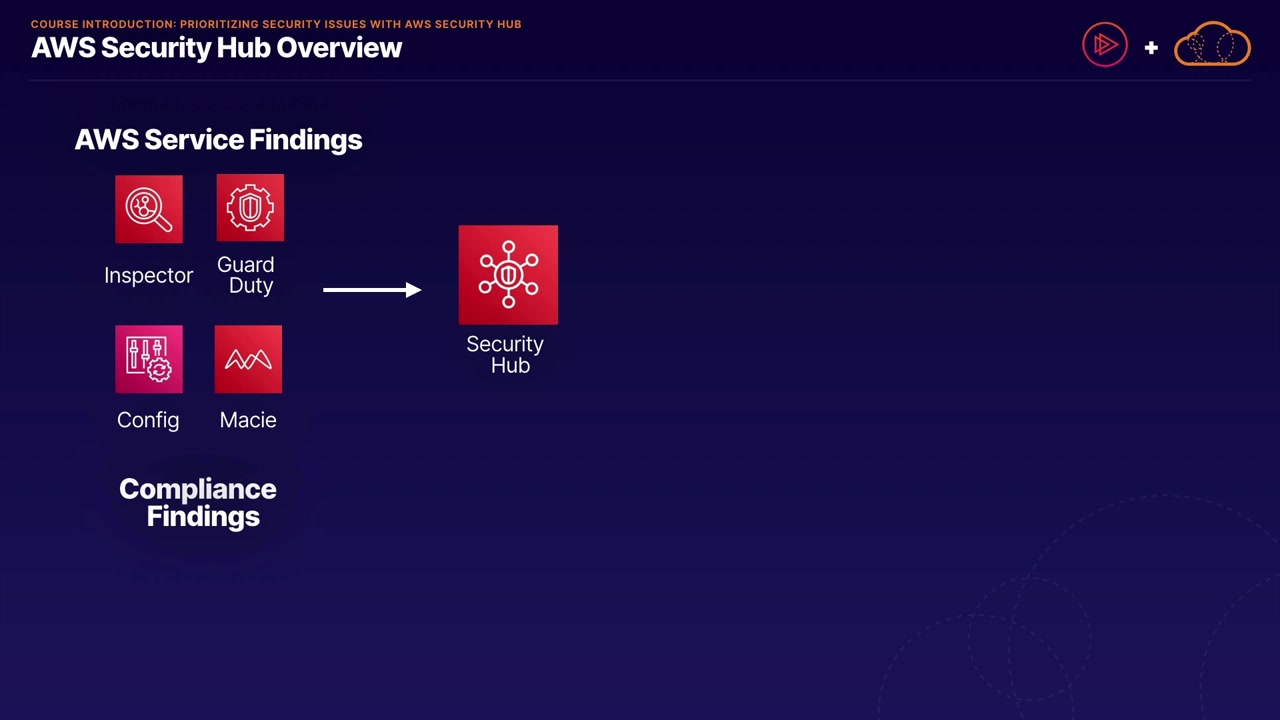 COURSE INTRODUCTION: PRIORITIZING SECURITY ISSUES WITH AWS SECURITY HUB
AWS Security Hub Overview
AWS Service Findings
Inspector
Guard
Duty
Config
Macie
Security
Hub
Compliance
Findings